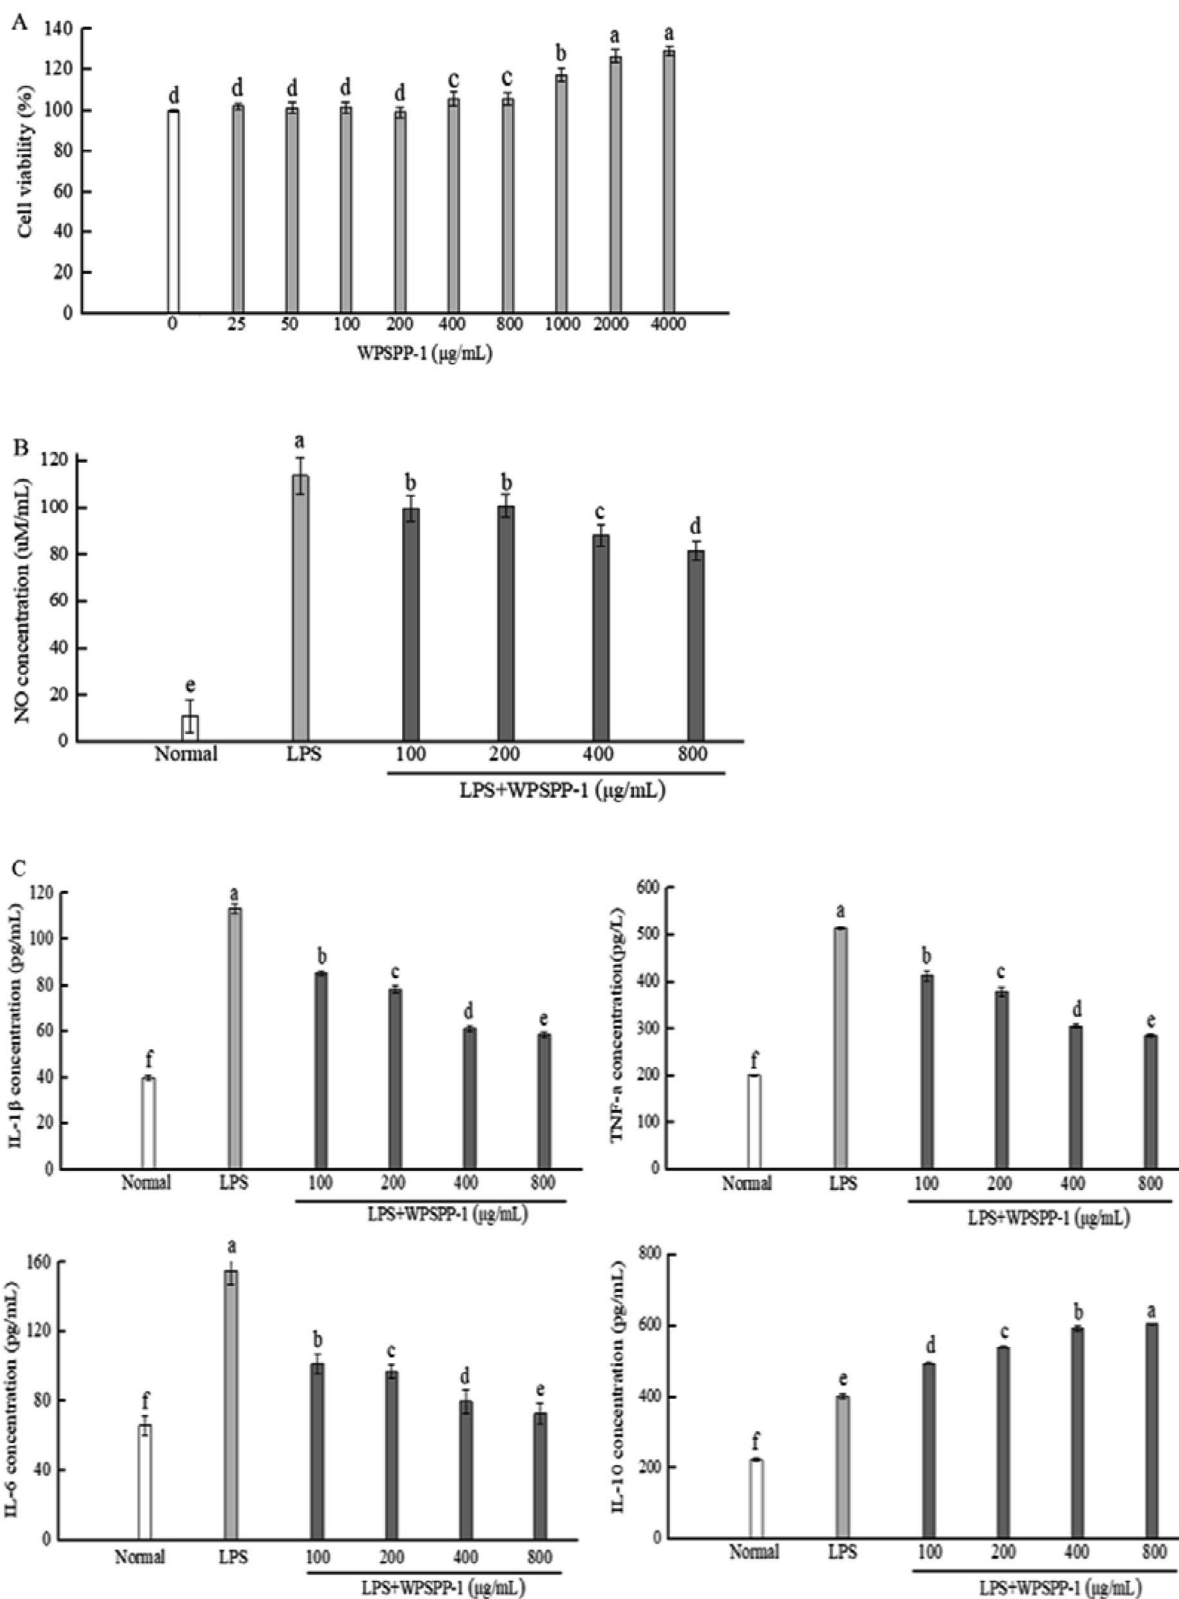 A
140
120
100
80
60
40
20
0
Cell viability (%)
d d d d d c c b a a
0 25 50 100 200 400 800 1000 2000 4000
WPSPP-1 (μg/mL)
B
120
100
80
60
40
20
0
NO concentration (uM/mL)
e a b b c d
Normal LPS 100 200 400 800
LPS+WPSPP-1 (μg/mL)
C
120
100
80
60
40
20
0
IL-1β concentration (pg/mL)
f a b c d e
Normal LPS 100 200 400 800
LPS+WPSPP-1 (μg/mL)
600
500
400
300
200
100
0
TNF-a concentration(pg/L)
f a b c d e
Normal LPS 100 200 400 800
LPS+WPSPP-1 (μg/mL)
160
120
80
40
0
IL-6 concentration (pg/mL)
f a b c d e
Normal LPS 100 200 400 800
LPS+WPSPP-1 (μg/mL)
800
600
400
200
0
IL-10 concentration (pg/mL)
f e d c b a
Normal LPS 100 200 400 800
LPS+WPSPP-1 (μg/mL)